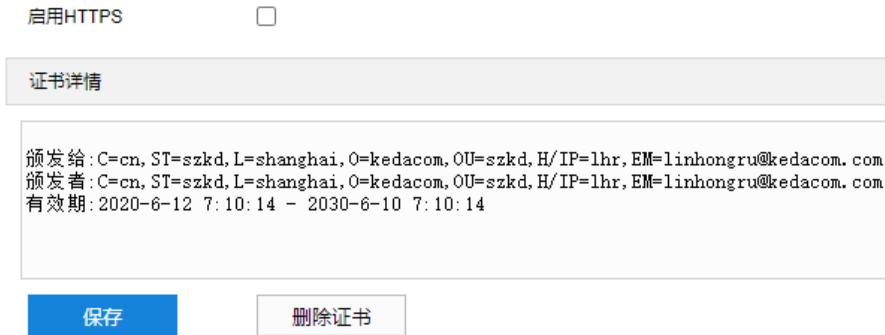 启用HTTPS
证书详情
颁发给:C=cn,ST=szkd,L=shanghai,O=kedacom,OU=szkd,H/IP=lhr,EM=linhongru@kedacom.com
颁发者:C=cn,ST=szkd,L=shanghai,O=kedacom,OU=szkd,H/IP=lhr,EM=linhongru@kedacom.com
有效期:2020-6-12 7:10:14 - 2030-6-10 7:10:14
保存 删除证书